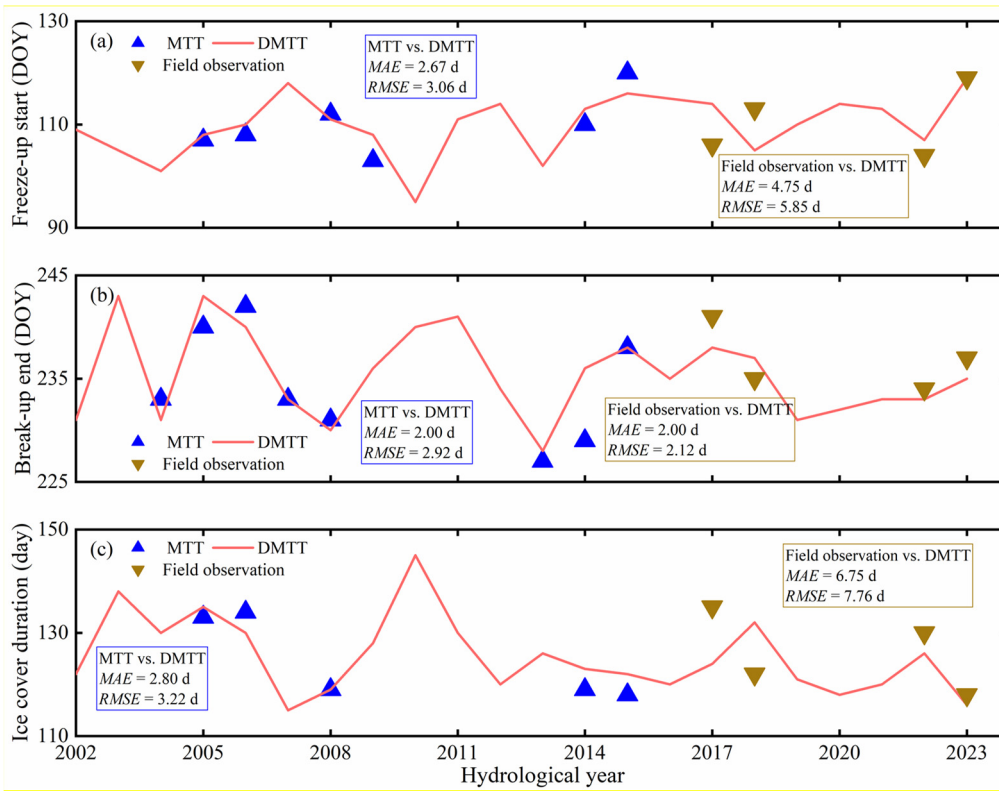 130
(a)
MTT
DMTT
Field observation
MTT vs. DMTT
MAE = 2.67 d
RMSE = 3.06 d
Freeze-up start (DOY)
110
Field observation vs. DMTT
MAE = 4.75 d
RMSE = 5.85 d
90
245
(b)
Break-up end (DOY)
235
MTT
DMTT
Field observation
MTT vs. DMTT
MAE = 2.00 d
RMSE = 2.92 d
Field observation vs. DMTT
MAE = 2.00 d
RMSE = 2.12 d
225
150
(c)
MTT
DMTT
Field observation
Field observation vs. DMTT
MAE = 6.75 d
RMSE = 7.76 d
Ice cover duration (day)
130
MTT vs. DMTT
MAE = 2.80 d
RMSE = 3.22 d
110
2002 2005 2008 2011 2014 2017 2020 2023
Hydrological year